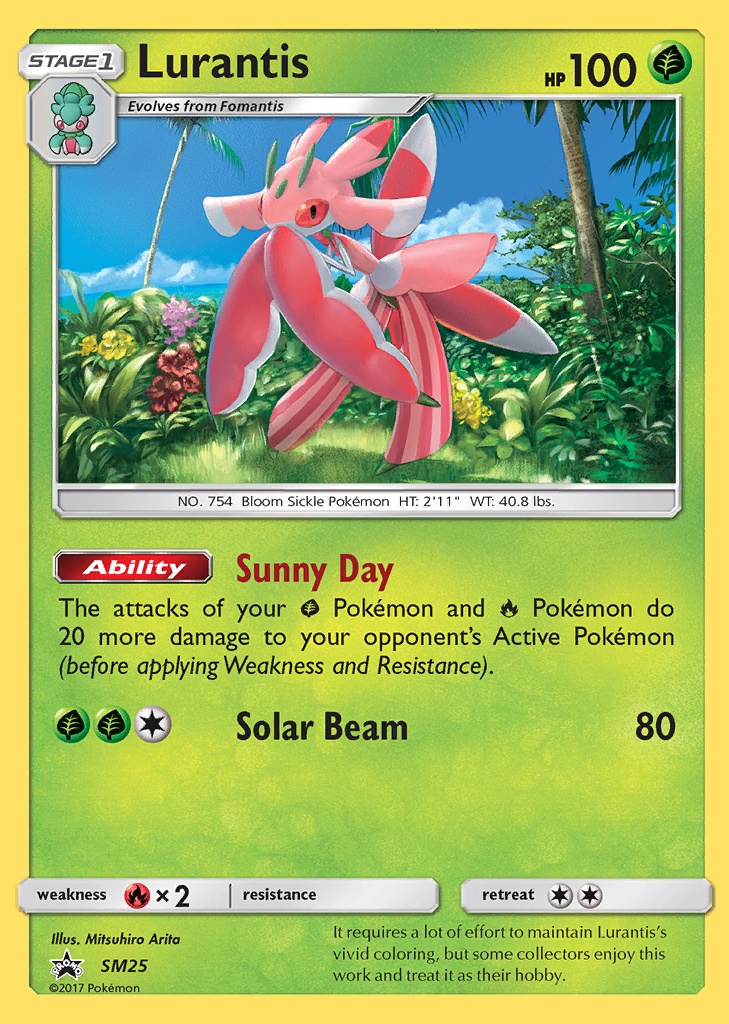 STAGE1 Lurantis HP 100
Evolves from Fomantis
NO. 754 Bloom Sickle Pokémon HT: 2'11" WT: 40.8 lbs.
Ability Sunny Day
The attacks of your Pokémon and Pokémon do
20 more damage to your opponent's Active Pokémon
(before applying Weakness and Resistance).
Solar Beam 80
weakness × 2 resistance retreat
Illus. Mitsuhiro Arita
PROMO SM25
©2017 Pokémon
It requires a lot of effort to maintain Lurantis's
vivid coloring, but some collectors enjoy this
work and treat it as their hobby.